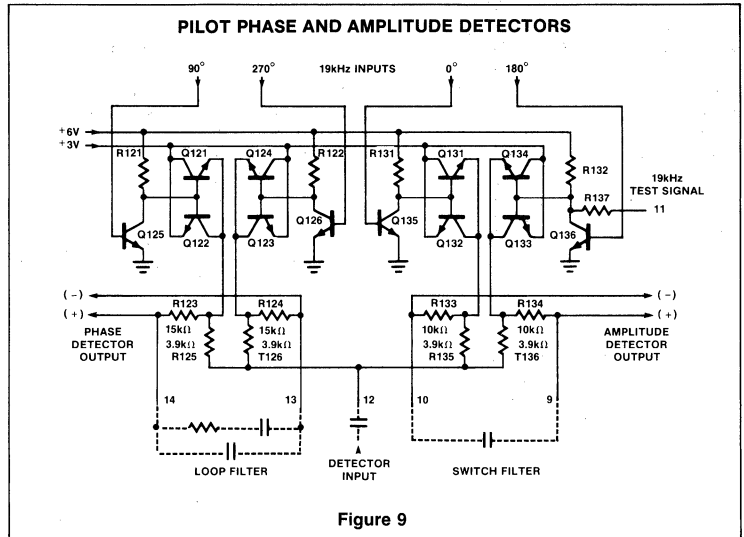 PILOT PHASE AND AMPLITUDE DETECTORS
90° 270° 19kHz INPUTS 0° 180°
+6V
+3V
R121 Q121 Q124 R122 R131 Q131 Q134 R132
19kHz
TEST SIGNAL
R137
11
Q125 Q122 Q123 Q126 Q135 Q132 Q133 Q136
(-) (-)
(+) R123 R124 R133 R134 (+)
PHASE
DETECTOR
OUTPUT
15kΩ 15kΩ 10kΩ 10kΩ
3.9kΩ 3.9kΩ 3.9kΩ 3.9kΩ
R125 T126 R135 T136
AMPLITUDE
DETECTOR
OUTPUT
14 13 12 10 9
LOOP FILTER
DETECTOR
INPUT
SWITCH FILTER
Figure 9